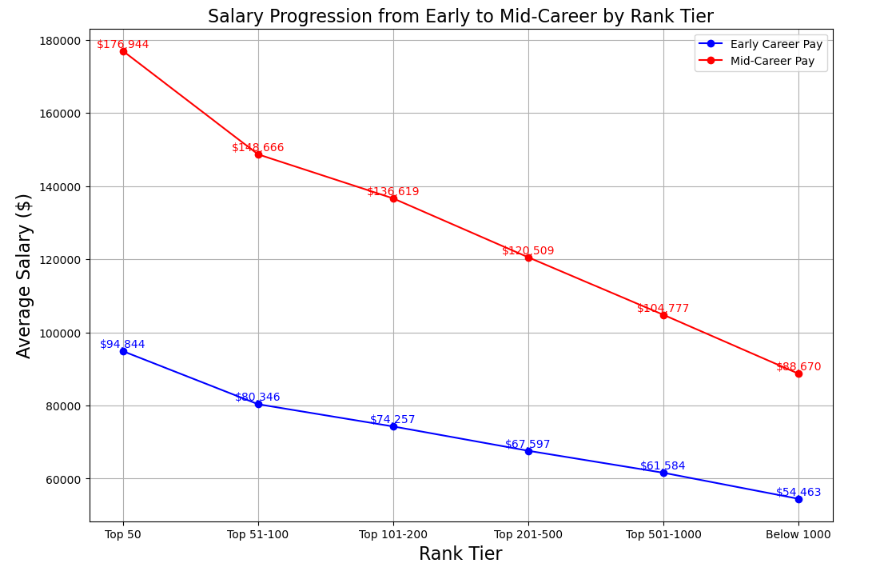 Salary Progression from Early to Mid-Career by Rank Tier
Early Career Pay
Mid-Career Pay
Average Salary ($)
180000
160000
140000
120000
100000
80000
60000
$176,944
$148,666
$136,619
$120,509
$104,777
$88,670
$94,844
$80,346
$74,257
$67,597
$61,584
$54,463
Top 50
Top 51-100
Top 101-200
Top 201-500
Top 501-1000
Below 1000
Rank Tier